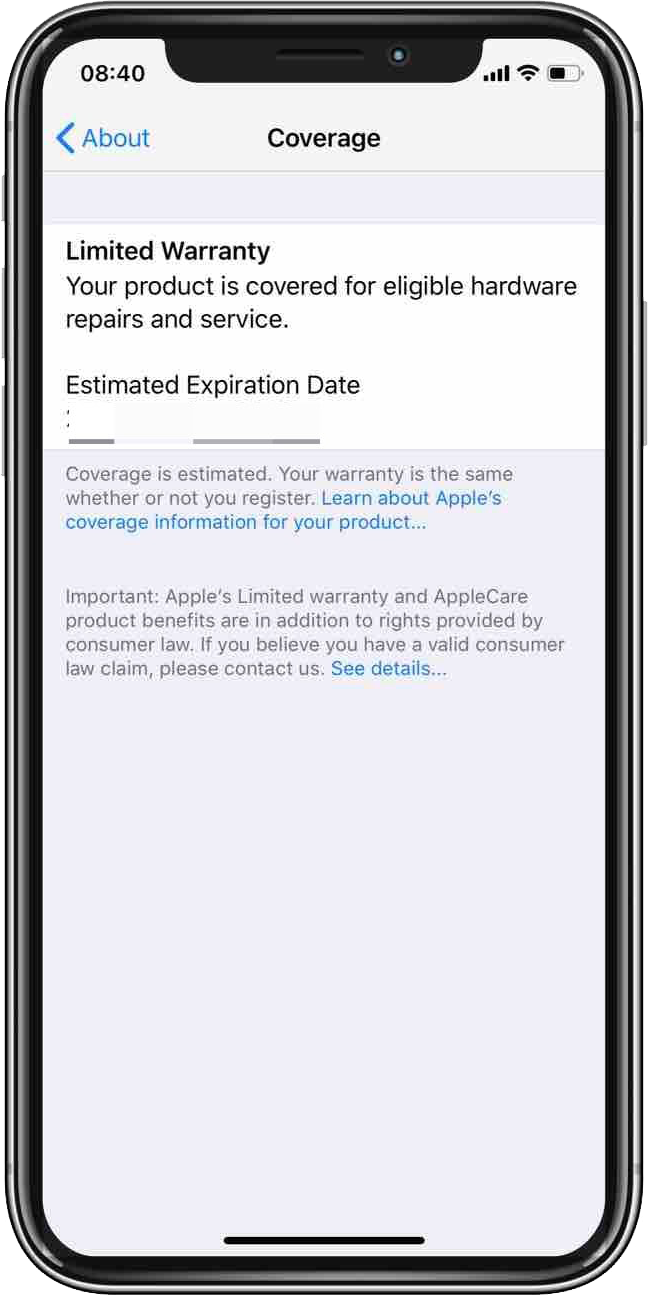 08:40
About
Coverage
Limited Warranty
Your product is covered for eligible hardware
repairs and service.
Estimated Expiration Date
Coverage is estimated. Your warranty is the same
whether or not you register. Learn about Apple's
coverage information for your product...
Important: Apple's Limited warranty and AppleCare
product benefits are in addition to rights provided by
consumer law. If you believe you have a valid consumer
law claim, please contact us. See details...